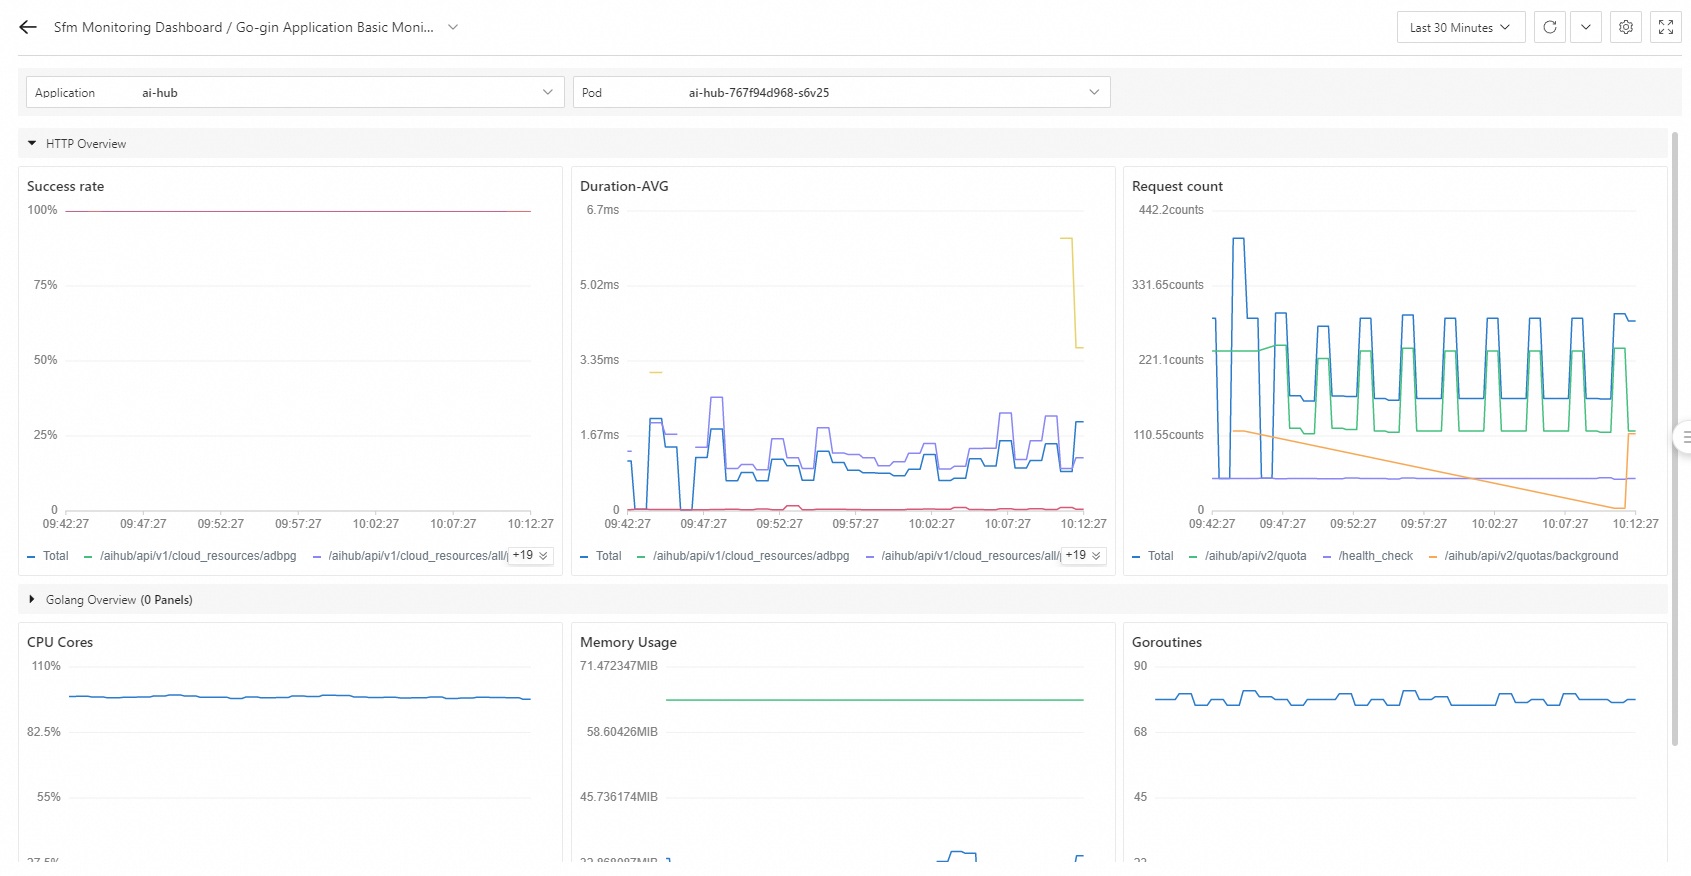 Sfm Monitoring Dashboard / Go-gin Application Basic Moni...
Last 30 Minutes
Application ai-hub
Pod ai-hub-767f94d968-s6v25
HTTP Overview
Success rate
100%
75%
50%
25%
0
09:42:27 09:47:27 09:52:27 09:57:27 10:02:27 10:07:27 10:12:27
Total /aihub/api/v1/cloud_resources/adbpg /aihub/api/v1/cloud_resources/all/ +19
Duration-AVG
6.7ms
5.02ms
3.35ms
1.67ms
0
09:42:27 09:47:27 09:52:27 09:57:27 10:02:27 10:07:27 10:12:27
Total /aihub/api/v1/cloud_resources/adbpg /aihub/api/v1/cloud_resources/all/ +19
Request count
442.2counts
331.65counts
221.1counts
110.55counts
0
09:42:27 09:47:27 09:52:27 09:57:27 10:02:27 10:07:27 10:12:27
Total /aihub/api/v2/quota /health_check /aihub/api/v2/quotas/background
Golang Overview (0 Panels)
CPU Cores
110%
82.5%
55%
27.5%
Memory Usage
71.472347MIB
58.60426MIB
45.736174MIB
Goroutines
90
68
45